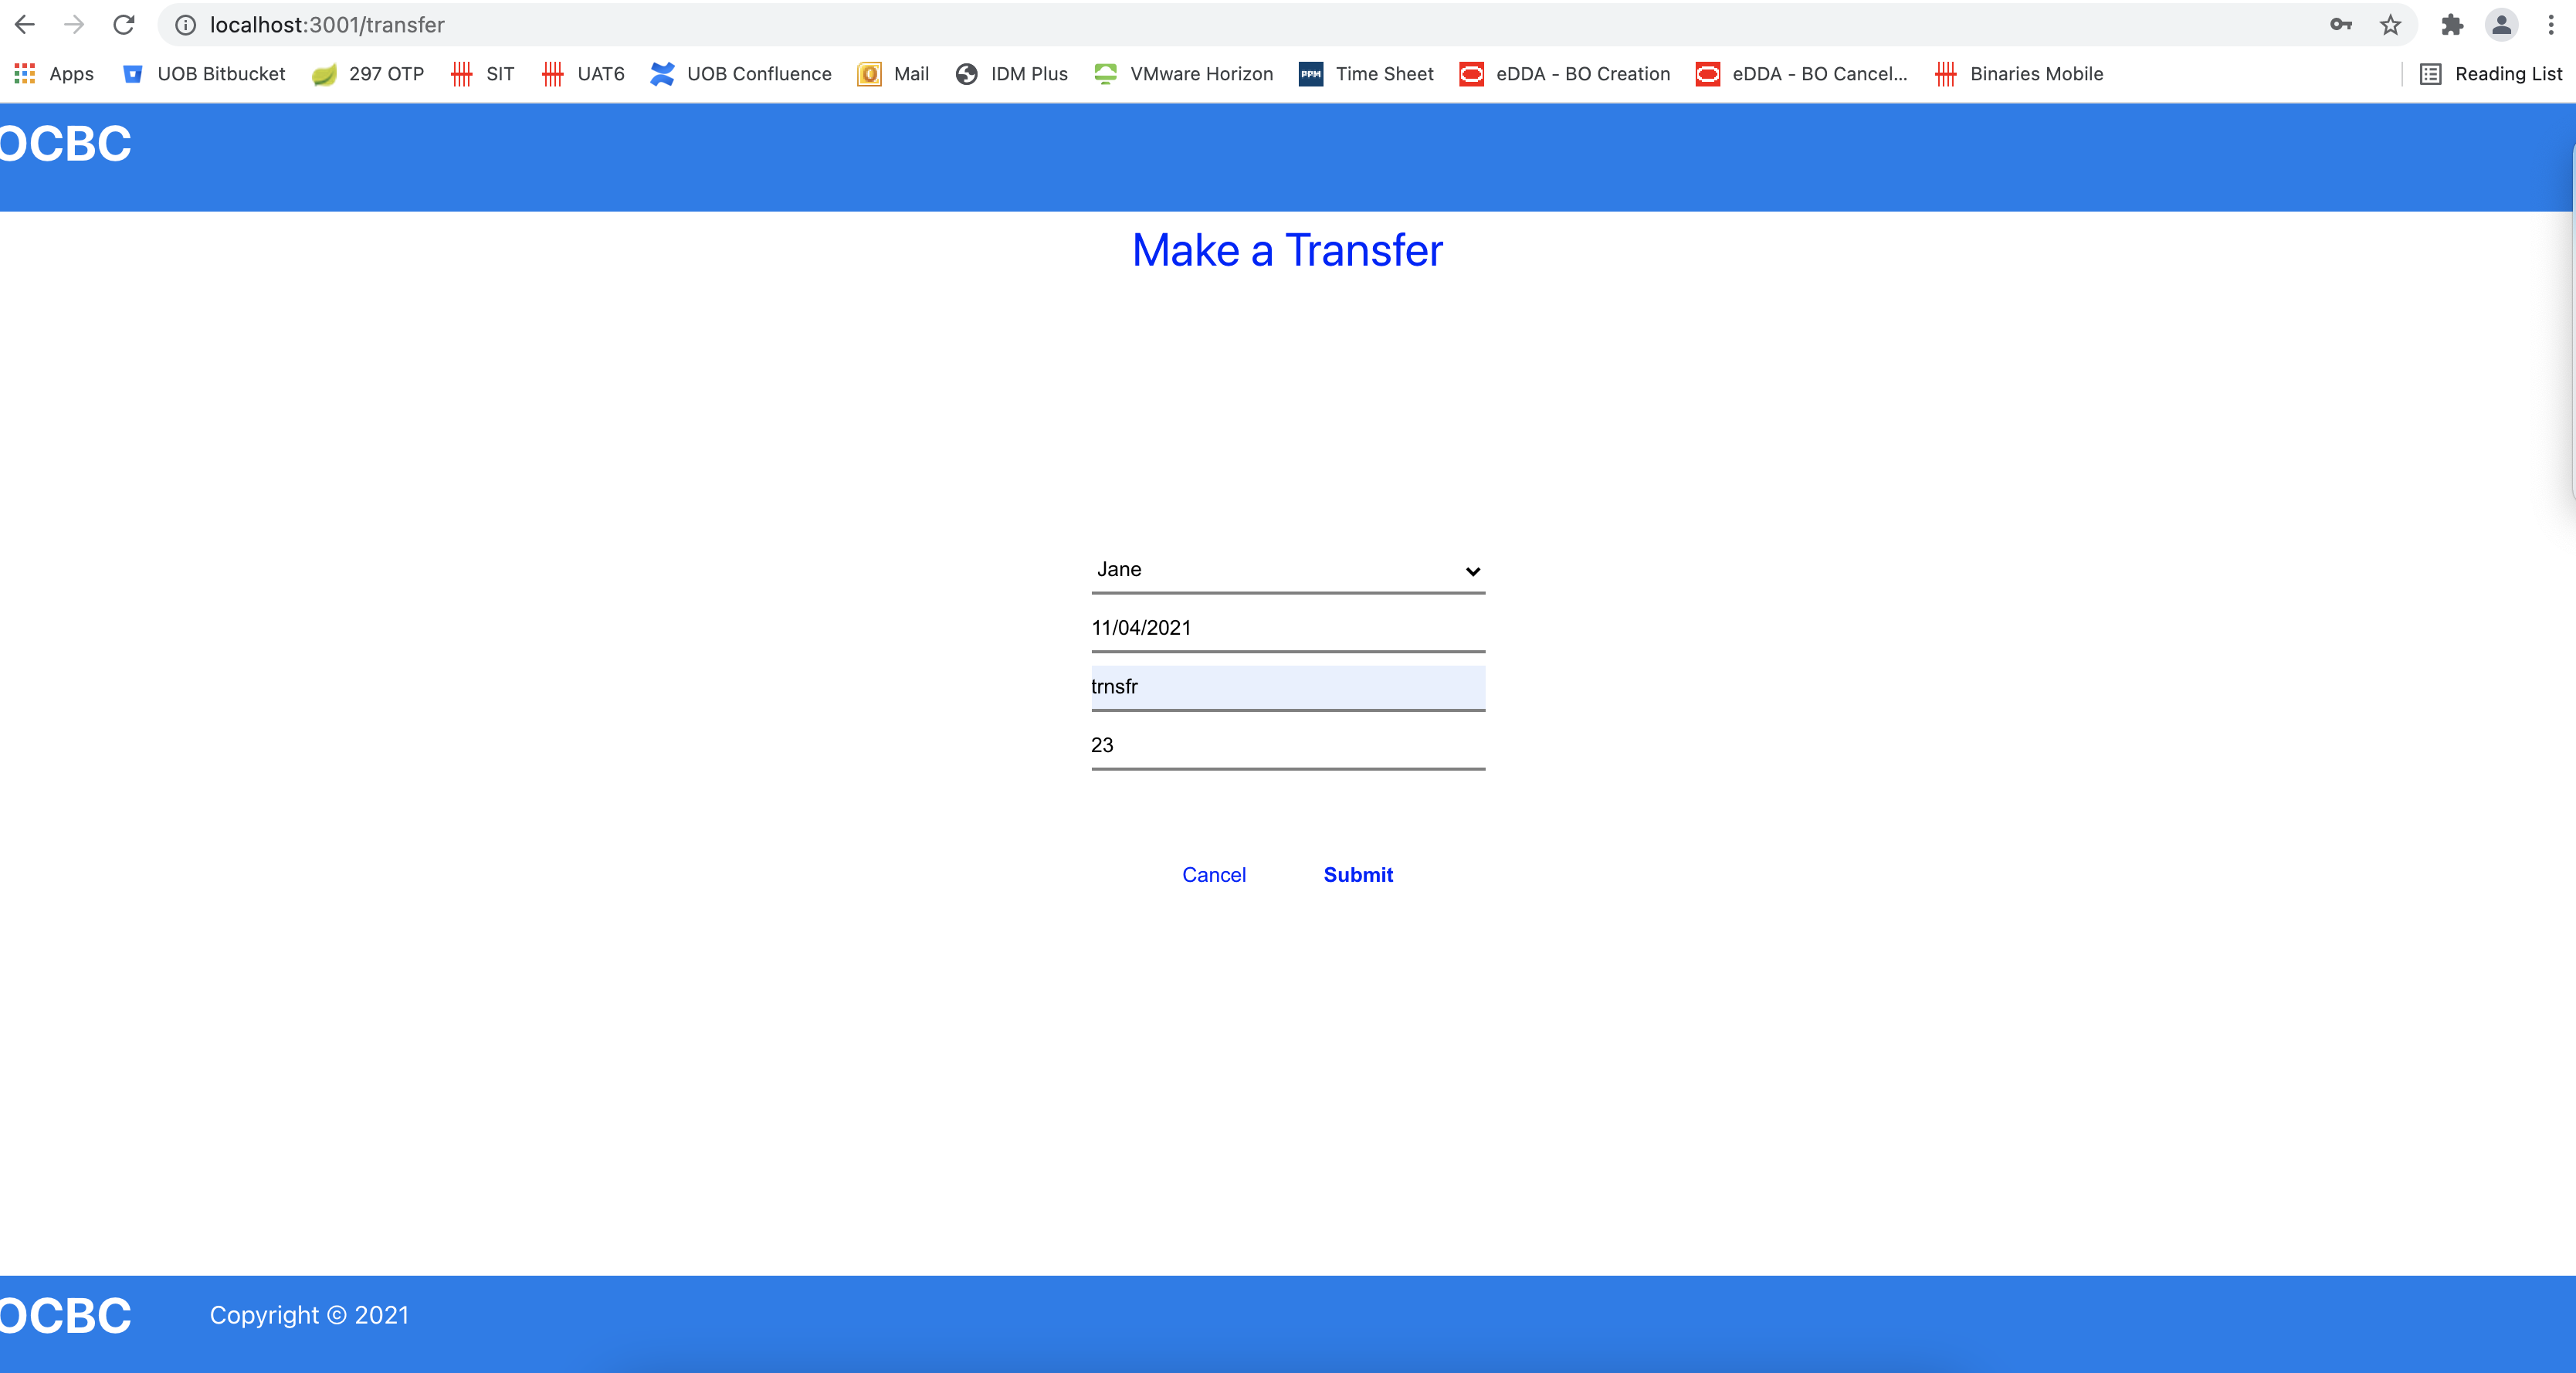 localhost:3001/transfer
Apps UOB Bitbucket 297 OTP SIT UAT6 UOB Confluence Mail IDM Plus VMware Horizon PPM Time Sheet eDDA - BO Creation eDDA - BO Cancel... Binaries Mobile Reading List
OCBC
Make a Transfer
Jane
11/04/2021
trnsfr
23
Cancel Submit
OCBC Copyright © 2021